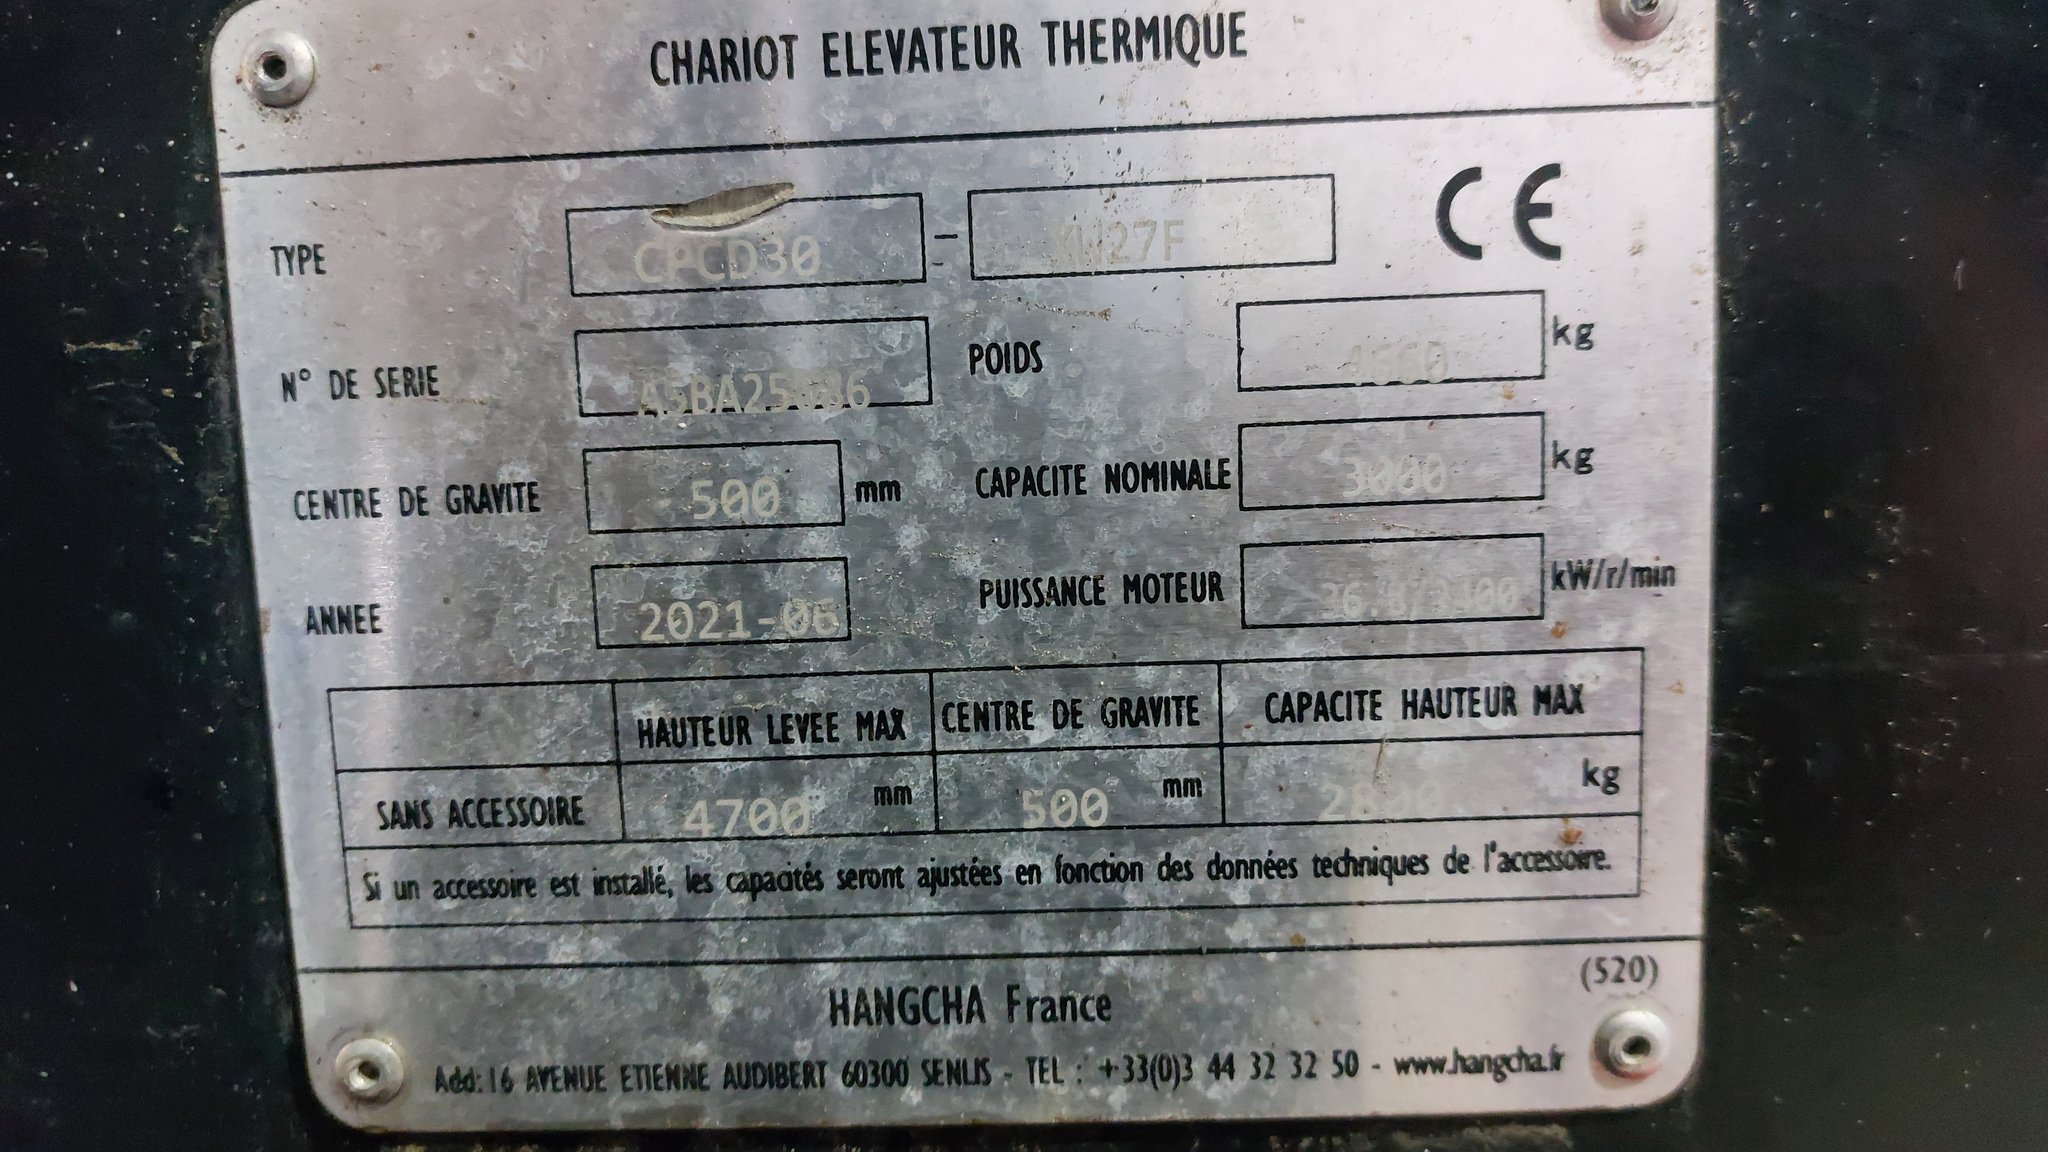 CHARIOT ELEVATEUR THERMIQUE
TYPE CPCD30 - XW27F CE
N° DE SERIE POIDS kg
CENTRE DE GRAVITE 500 mm CAPACITE NOMINALE 3000 kg
ANNEE 2021-06 PUISSANCE MOTEUR kW/r/min
HAUTEUR LEVEE MAX CENTRE DE GRAVITE CAPACITE HAUTEUR MAX
SANS ACCESSOIRE 4700 mm 500 mm 2800 kg
Si un accessoire est installé, les capacités seront ajustées en fonction des données techniques de l'accessoire.
(520)
HANGCHA France
Add:16 AVENUE ETIENNE AUDIBERT 60300 SENLIS - TEL : +33(0)3 44 32 32 50 - www.hangcha.fr